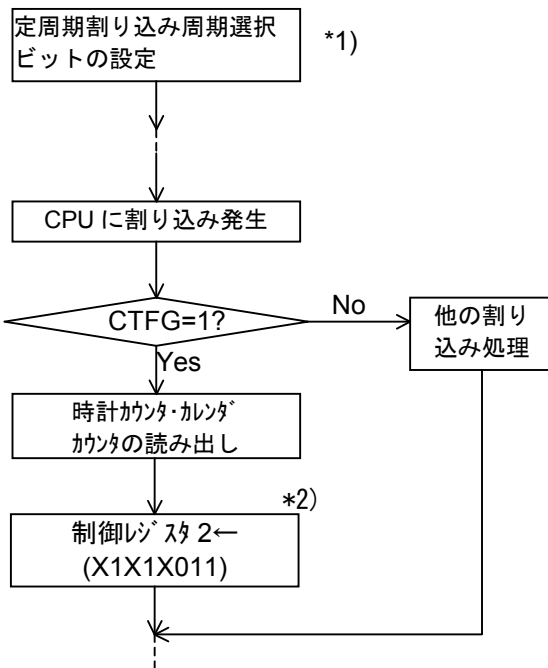 定周期割り込み周期選択
ビットの設定
*1)
CPU に割り込み発生
CTFG=1?
No
他の割り
込み処理
Yes
時計ｶｳﾝﾀ･ｶﾚﾝﾀﾞ
ｶｳﾝﾀの読み出し
*2)
制御ﾚｼﾞｽﾀ 2←
(X1X1X011)